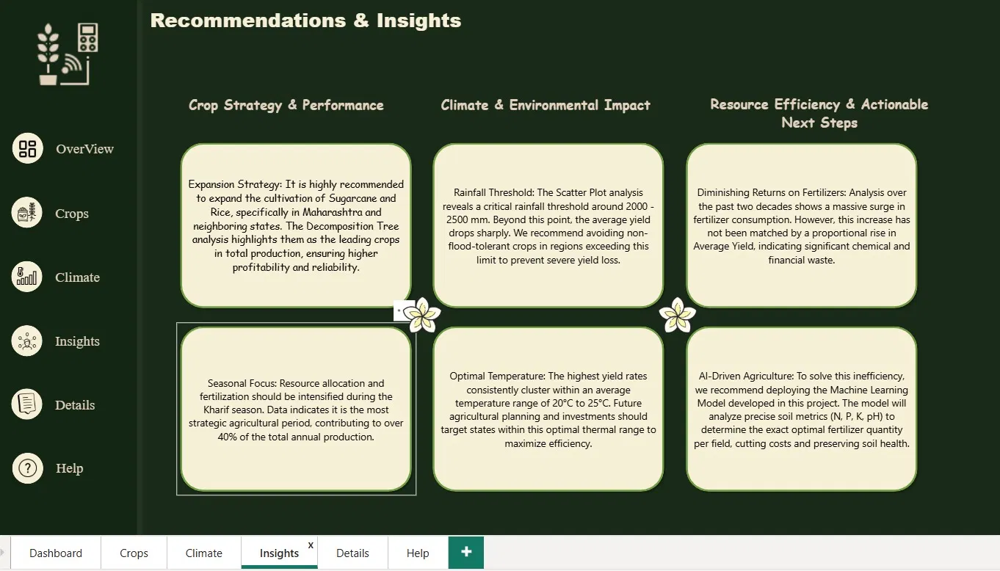 Recommendations & Insights
OverView
Crops
Climate
Insights
Details
Help
Crop Strategy & Performance
Expansion Strategy: It is highly recommended
to expand the cultivation of Sugarcane and
Rice, specifically in Maharashtra and
neighboring states. The Decomposition Tree
analysis highlights them as the leading crops
in total production, ensuring higher
profitability and reliability.
Seasonal Focus: Resource allocation and
fertilization should be intensified during the
Kharif season. Data indicates it is the most
strategic agricultural period, contributing to over
40% of the total annual production.
Climate & Environmental Impact
Rainfall Threshold: The Scatter Plot analysis
reveals a critical rainfall threshold around 2000 -
2500 mm. Beyond this point, the average yield
drops sharply. We recommend avoiding non-
flood-tolerant crops in regions exceeding this
limit to prevent severe yield loss.
Optimal Temperature: The highest yield rates
consistently cluster within an average
temperature range of 20°C to 25°C. Future
agricultural planning and investments should
target states within this optimal thermal range to
maximize efficiency.
Resource Efficiency & Actionable
Next Steps
Diminishing Returns on Fertilizers: Analysis over
the past two decades shows a massive surge in
fertilizer consumption. However, this increase has
not been matched by a proportional rise in
Average Yield, indicating significant chemical and
financial waste.
AI-Driven Agriculture: To solve this inefficiency,
we recommend deploying the Machine Learning
Model developed in this project. The model will
analyze precise soil metrics (N, P, K, pH) to
determine the exact optimal fertilizer quantity
per field, cutting costs and preserving soil health.
Dashboard
Crops
Climate
Insights
x
Details
Help
+